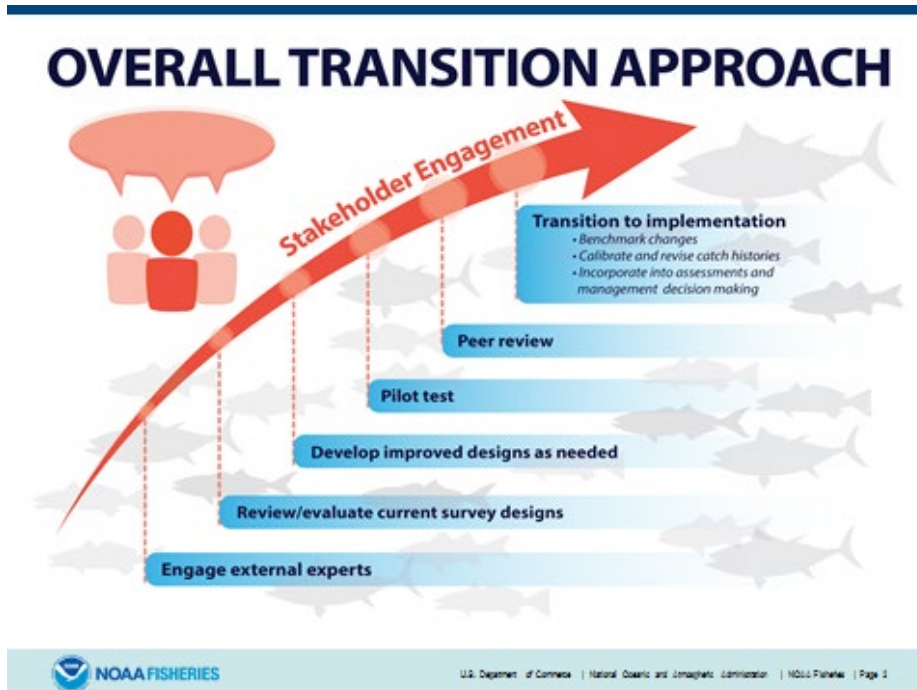 OVERALL TRANSITION APPROACH
Stakeholder Engagement
Transition to implementation
• Benchmark changes
• Calibrate and revise catch histories
• Incorporate into assessments and
management decision making
Peer review
Pilot test
Develop improved designs as needed
Review/evaluate current survey designs
Engage external experts
NOAA FISHERIES
U.S. Department of Commerce | National Oceanic and Atmospheric Administration | NOAA Fisheries | Page